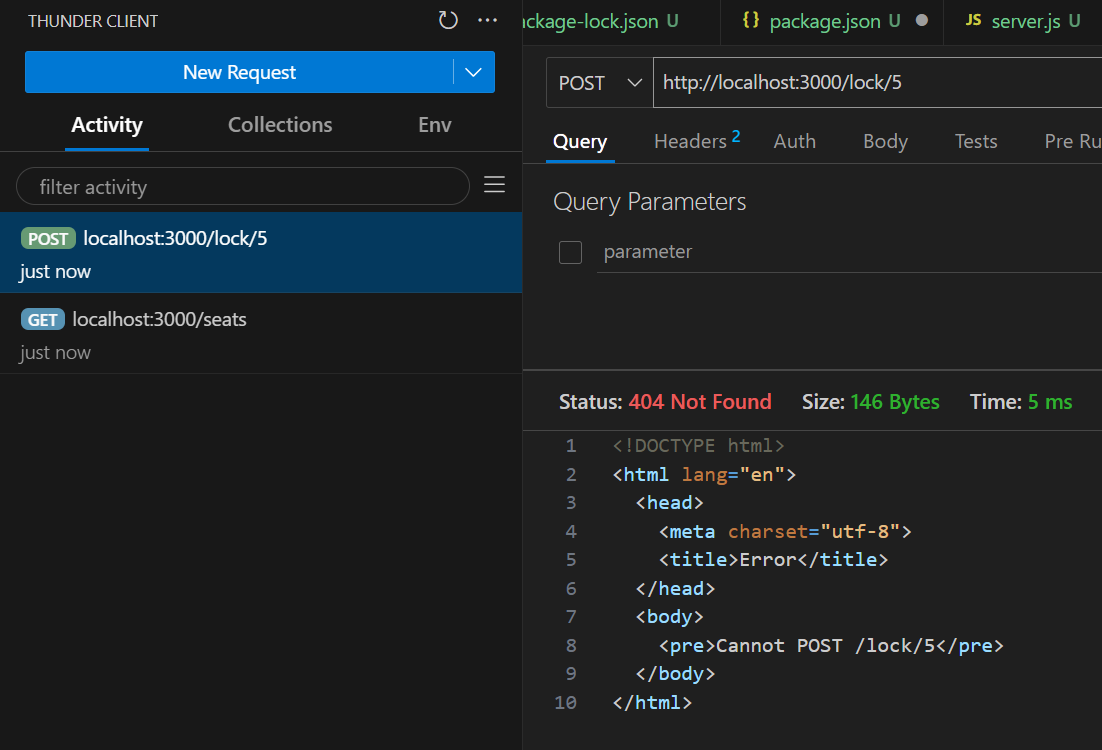 THUNDER CLIENT
New Request
Activity Collections Env
filter activity
POST localhost:3000/lock/5
just now
GET localhost:3000/seats
just now
ackage-lock.json U {} package.json U JS server.js U
POST http://localhost:3000/lock/5
Query Headers 2 Auth Body Tests Pre Ru
Query Parameters
parameter
Status: 404 Not Found Size: 146 Bytes Time: 5 ms
1 <!DOCTYPE html>
2 <html lang="en">
3 <head>
4 <meta charset="utf-8">
5 <title>Error</title>
6 </head>
7 <body>
8 <pre>Cannot POST /lock/5</pre>
9 </body>
10 </html>